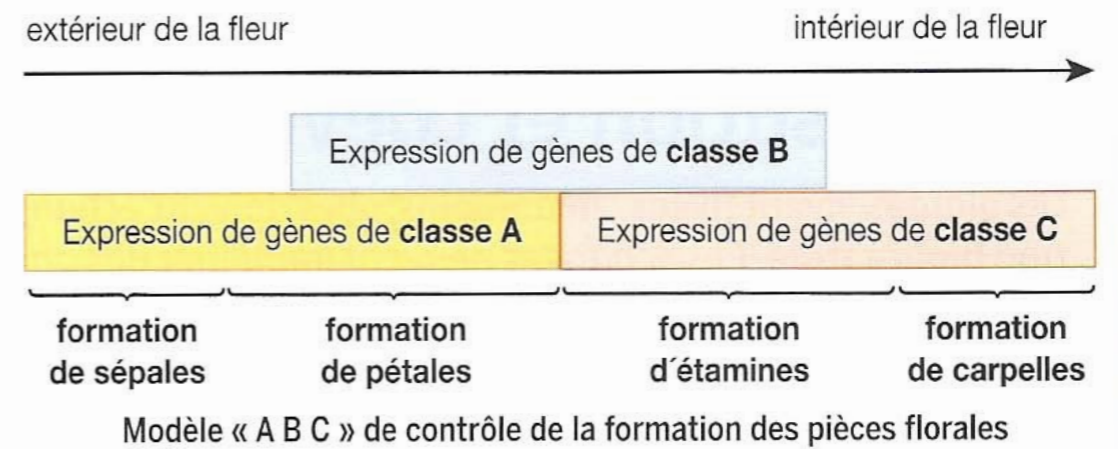 extérieur de la fleur
intérieur de la fleur
Expression de gènes de classe B
Expression de gènes de classe A
Expression de gènes de classe C
formation
de sépales
formation
de pétales
formation
d´étamines
formation
de carpelles
Modèle « A B C » de contrôle de la formation des pièces florales